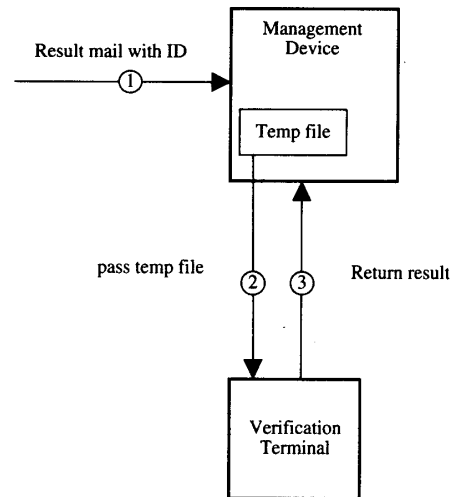 Management
Device
Result mail with ID
1
Temp file
pass temp file
2
3
Return result
Verification
Terminal